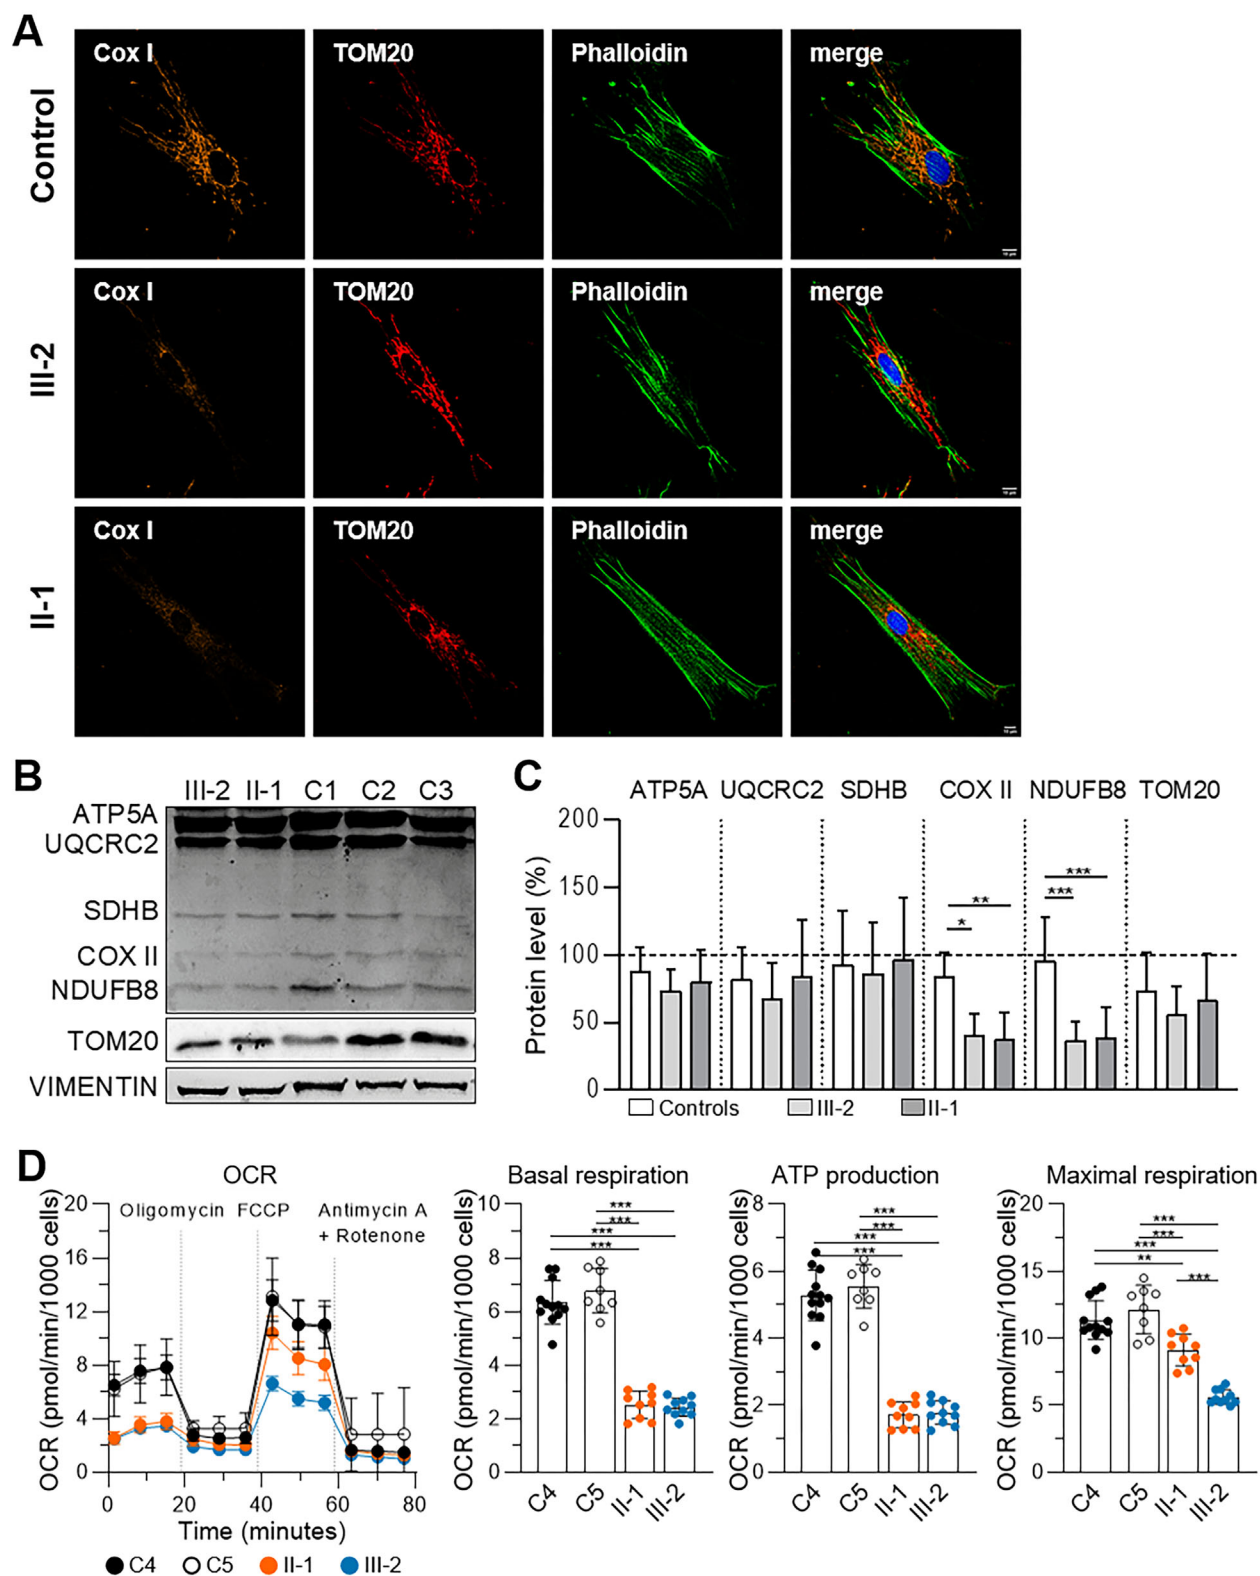 A
Control
Cox I
TOM20
Phalloidin
merge
III-2
Cox I
TOM20
Phalloidin
merge
II-1
Cox I
TOM20
Phalloidin
merge
B
III-2 II-1 C1 C2 C3
ATP5A
UQCRC2
SDHB
COX II
NDUFB8
TOM20
VIMENTIN
C
ATP5A UQCRC2 SDHB COX II NDUFB8 TOM20
Protein level (%)
200
150
100
50
0
* ** *** ***
Controls III-2 II-1
D
OCR
OCR (pmol/min/1000 cells)
20
16
12
8
4
0
Oligomycin FCCP Antimycin A
+ Rotenone
0 20 40 60 80
Time (minutes)
C4 C5 II-1 III-2
Basal respiration
OCR (pmol/min/1000 cells)
10
8
6
4
2
0
***
***
***
***
C4 C5 II-1 III-2
ATP production
OCR (pmol/min/1000 cells)
8
6
4
2
0
***
***
***
***
C4 C5 II-1 III-2
Maximal respiration
OCR (pmol/min/1000 cells)
20
15
10
5
0
***
***
***
**
***
C4 C5 II-1 III-2